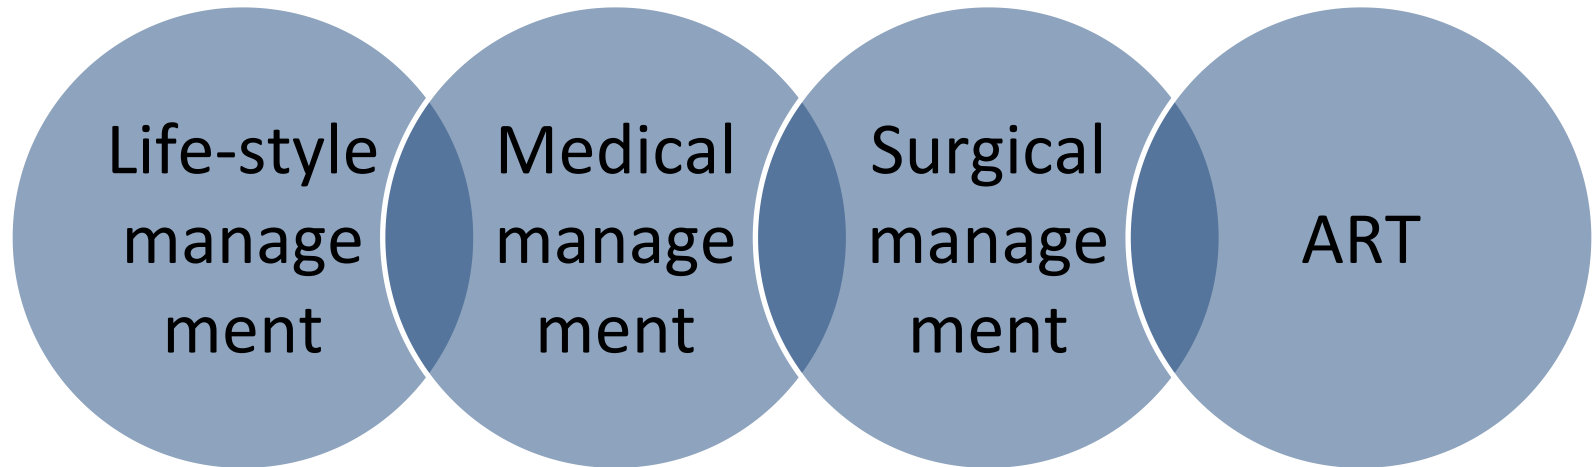 Life-style
manage
ment
Medical
manage
ment
Surgical
manage
ment
ART